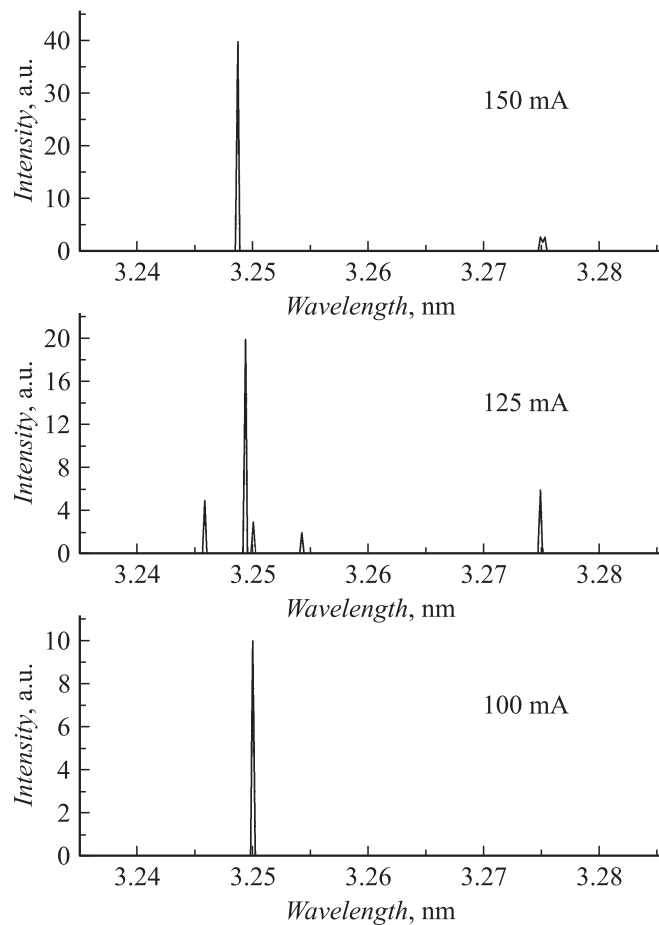 40
30
20
10
0
Intensity, a.u.
150 mA
3.24 3.25 3.26 3.27 3.28
Wavelength, nm
20
16
12
8
4
0
Intensity, a.u.
125 mA
3.24 3.25 3.26 3.27 3.28
Wavelength, nm
10
8
6
4
2
0
Intensity, a.u.
100 mA
3.24 3.25 3.26 3.27 3.28
Wavelength, nm